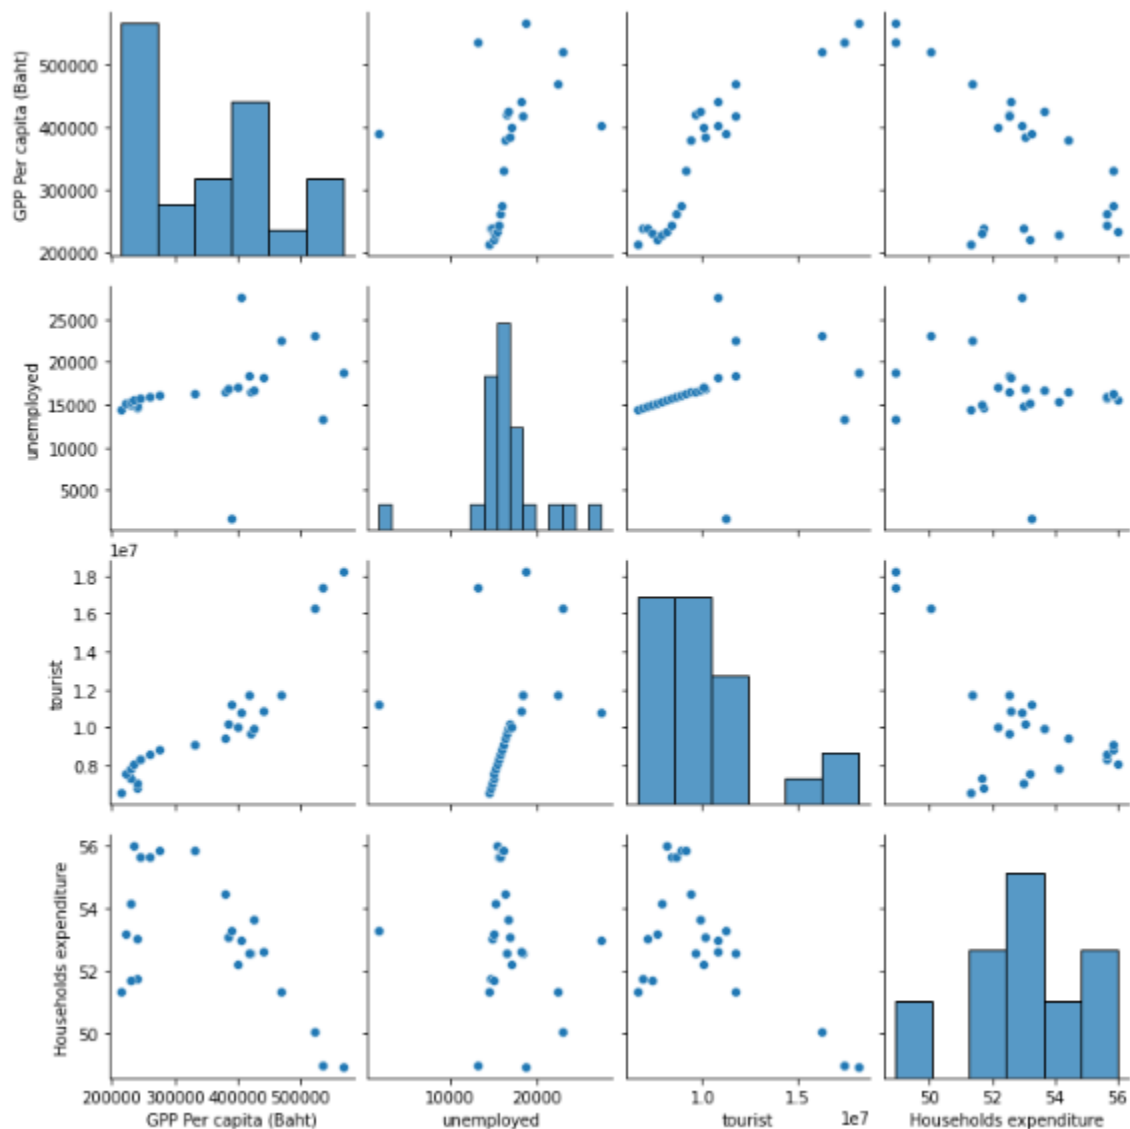 GPP Per capita (Baht)
500000
400000
300000
200000
unemployed
25000
20000
15000
10000
5000
1e7
tourist
1.8
1.6
1.4
1.2
1.0
0.8
Households expenditure
56
54
52
50
200000 300000 400000 500000
GPP Per capita (Baht)
10000 20000
unemployed
1.0 1.5
tourist 1e7
50 52 54 56
Households expenditure